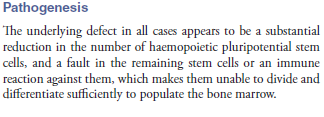 Pathogenesis
The underlying defect in all cases appears to be a substantial
reduction in the number of haemopoietic pluripotential stem
cells, and a fault in the remaining stem cells or an immune
reaction against them, which makes them unable to divide and
differentiate sufficiently to populate the bone marrow.